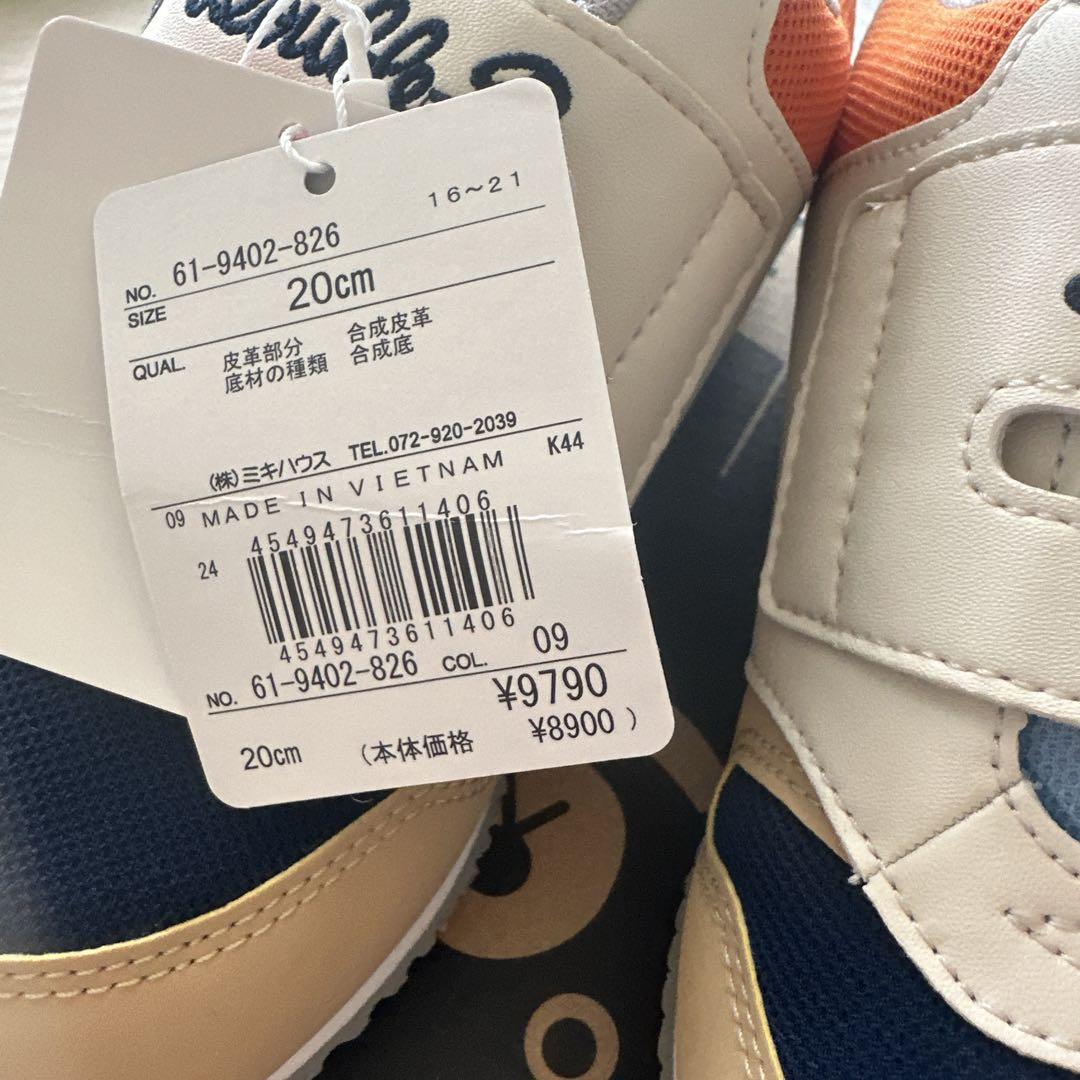 16~21
NO. 61-9402-826
SIZE 20cm
QUAL. 皮革部分 合成皮革
底材の種類 合成底
(株)ミキハウス TEL.072-920-2039
09 MADE IN VIETNAM K44
4549473611406
24
4549473611406
NO. 61-9402-826 COL. 09
¥9790
20cm (本体価格 ¥8900 )